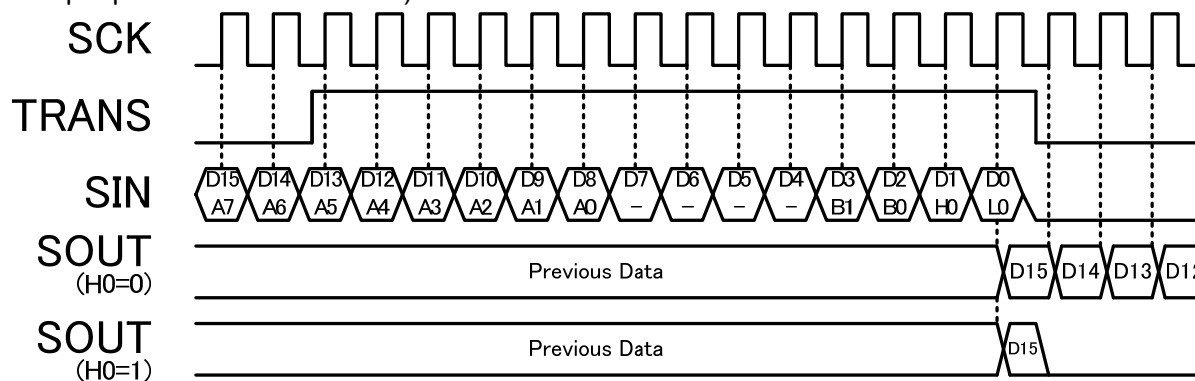 SCK
TRANS
SIN
D15 D14 D13 D12 D11 D10 D9 D8 D7 D6 D5 D4 D3 D2 D1 D0
A7 A6 A5 A4 A3 A2 A1 A0 - - - - B1 B0 H0 L0
SOUT
(H0=0)
Previous Data D15 D14 D13 D12
SOUT
(H0=1)
Previous Data D15